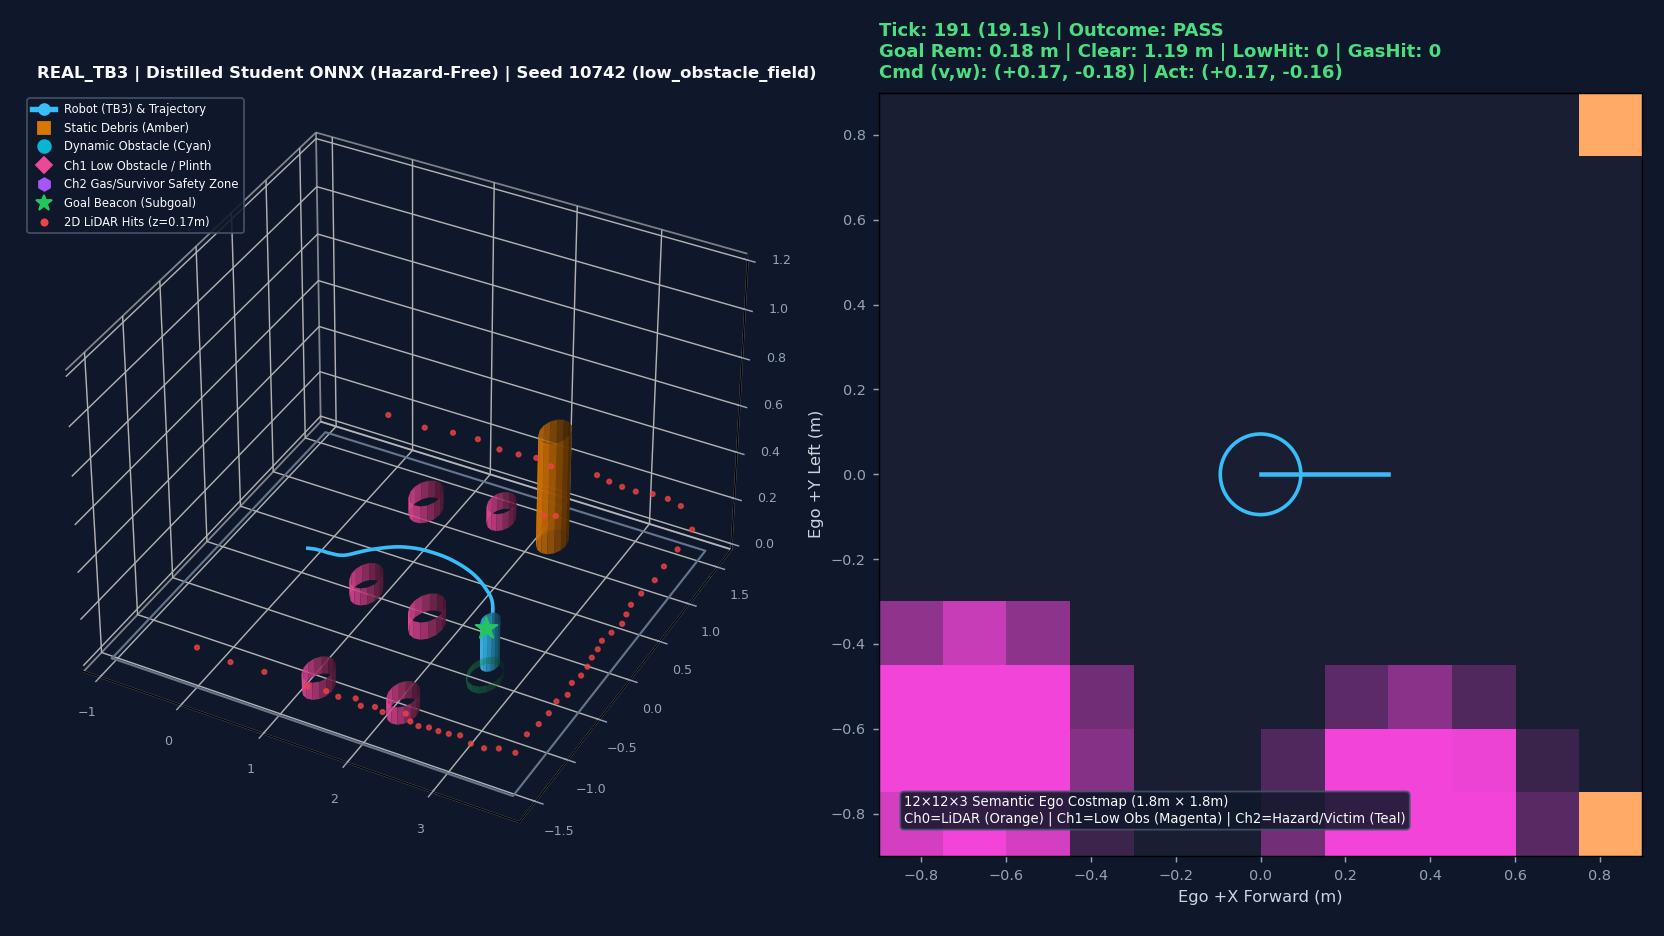 REAL_TB3 | Distilled Student ONNX (Hazard-Free) | Seed 10742 (low_obstacle_field)
Robot (TB3) & Trajectory
Static Debris (Amber)
Dynamic Obstacle (Cyan)
Ch1 Low Obstacle / Plinth
Ch2 Gas/Survivor Safety Zone
Goal Beacon (Subgoal)
2D LiDAR Hits (z=0.17m)
1.2
1.0
0.8
0.6
0.4
0.2
0.0
1.5
1.0
0.5
0.0
−0.5
−1.0
−1.5
−1
0
1
2
3
Tick: 191 (19.1s) | Outcome: PASS
Goal Rem: 0.18 m | Clear: 1.19 m | LowHit: 0 | GasHit: 0
Cmd (v,w): (+0.17, -0.18) | Act: (+0.17, -0.16)
Ego +Y Left (m)
0.8
0.6
0.4
0.2
0.0
−0.2
−0.4
−0.6
−0.8
12×12×3 Semantic Ego Costmap (1.8m × 1.8m)
Ch0=LiDAR (Orange) | Ch1=Low Obs (Magenta) | Ch2=Hazard/Victim (Teal)
−0.8 −0.6 −0.4 −0.2 0.0 0.2 0.4 0.6 0.8
Ego +X Forward (m)